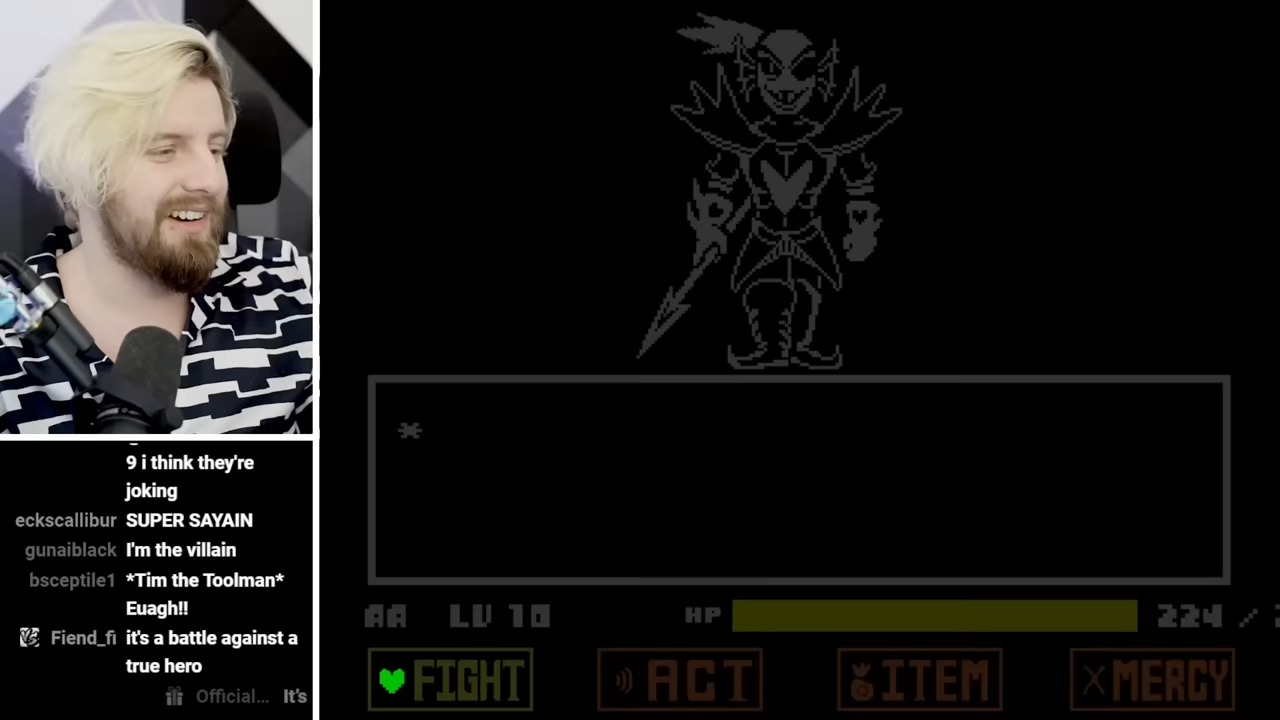 9 i think they're
joking
eckscallibur SUPER SAYAIN
gunaiblack I'm the villain
bsceptile1 *Tim the Toolman*
Euagh!!
Fiend_fi it's a battle against a
true hero
Official... It's
*
AA LV 10 HP 224 /
FIGHT ACT ITEM MERCY